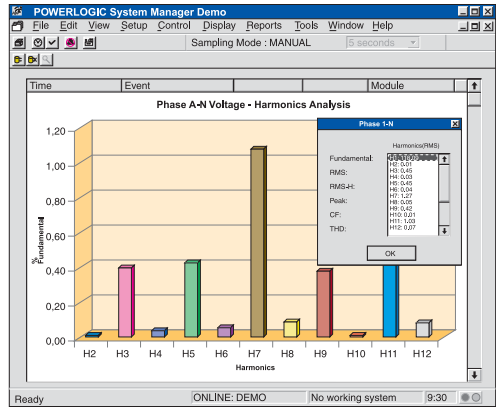 POWERLOGIC System Manager Demo
File Edit View Setup Control Display Reports Tools Window Help
Sampling Mode : MANUAL 5 seconds
Time Event Module
Phase A-N Voltage - Harmonics Analysis
Phase 1-N
Harmonics(RMS)
Fundamental:
RMS:
RMS-H:
Peak:
CF:
THD:
H2: 0.01
H3: 0,45
H4: 0.03
H5: 0.45
H6: 0.04
H7: 1.27
H8: 0.05
H9: 0,42
H10: 0.01
H11: 1.03
H12: 0,07
OK
% Fundamental
1,20
1,00
0,80
0,60
0,40
0,20
0,00
H2 H3 H4 H5 H6 H7 H8 H9 H10 H11 H12
Harmonics
Ready ONLINE: DEMO No working system 9:30